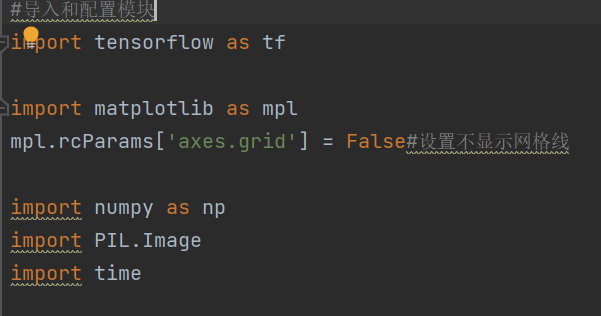 #导入和配置模块
import tensorflow as tf
import matplotlib as mpl
mpl.rcParams['axes.grid'] = False#设置不显示网格线
import numpy as np
import PIL.Image
import time